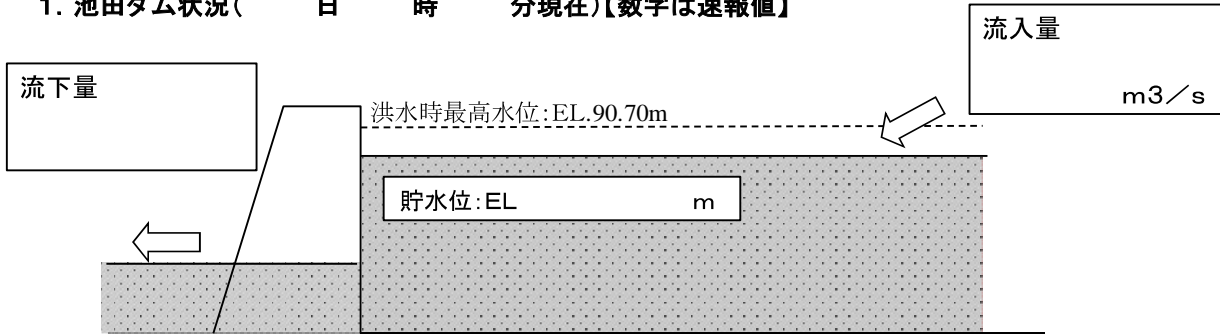 1. 池田ダム状況（　　　日　　　時　　　分現在）【数字は速報値】
流入量
m3／s
流下量
洪水時最高水位:EL.90.70m
貯水位:EL　　　　　　m